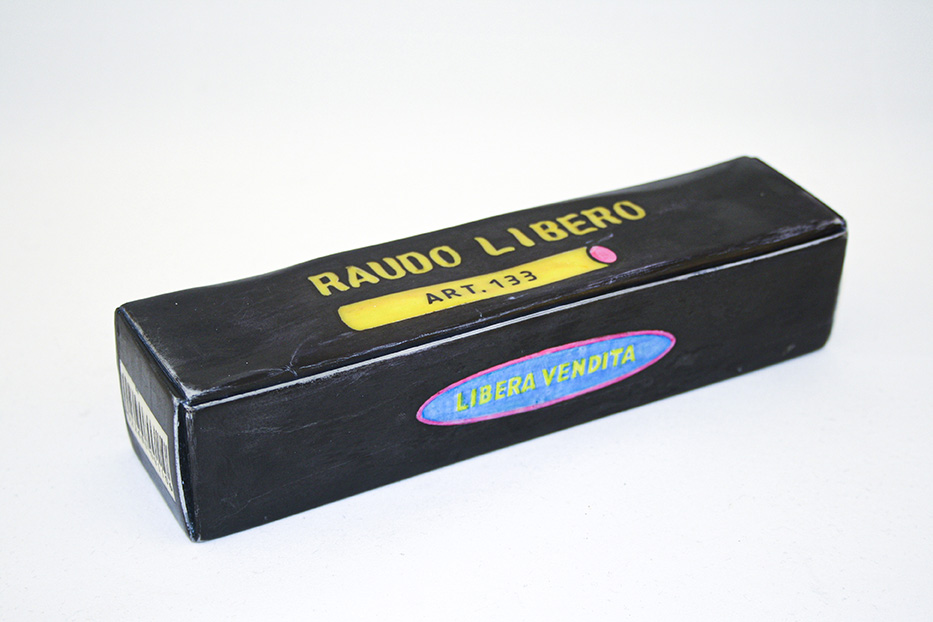 RAUDO LIBERO
ART. 133
LIBERA VENDITA